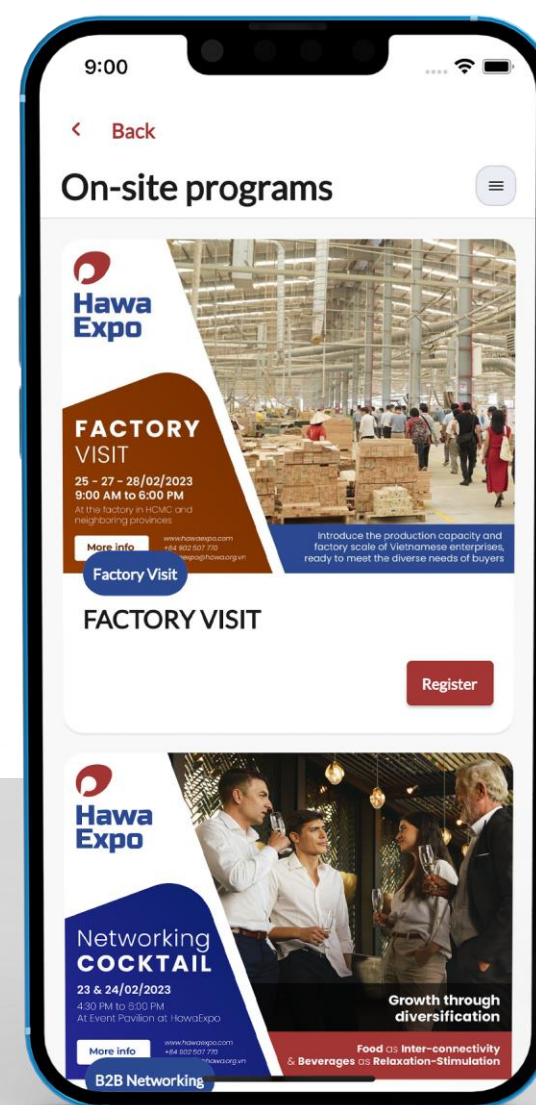 9:00
Back
On-site programs
Hawa
Expo
FACTORY
VISIT
25 - 27 - 28/02/2023
9:00 AM to 6:00 PM
At the factory in HCMC and
neighboring provinces
More info
www.hawaexpo.com
+84 902 507 770
Introduce the production capacity and
factory scale of Vietnamese enterprises,
ready to meet the diverse needs of buyers
Factory Visit
FACTORY VISIT
Register
Hawa
Expo
Networking
COCKTAIL
23 & 24/02/2023
4:30 PM to 6:00 PM
At Event Pavilion at HawaExpo
Growth through
diversification
More info
www.hawaexpo.com
+84 902 507 770
Food as Inter-connectivity
& Beverages as Relaxation-Stimulation
B2B Networking